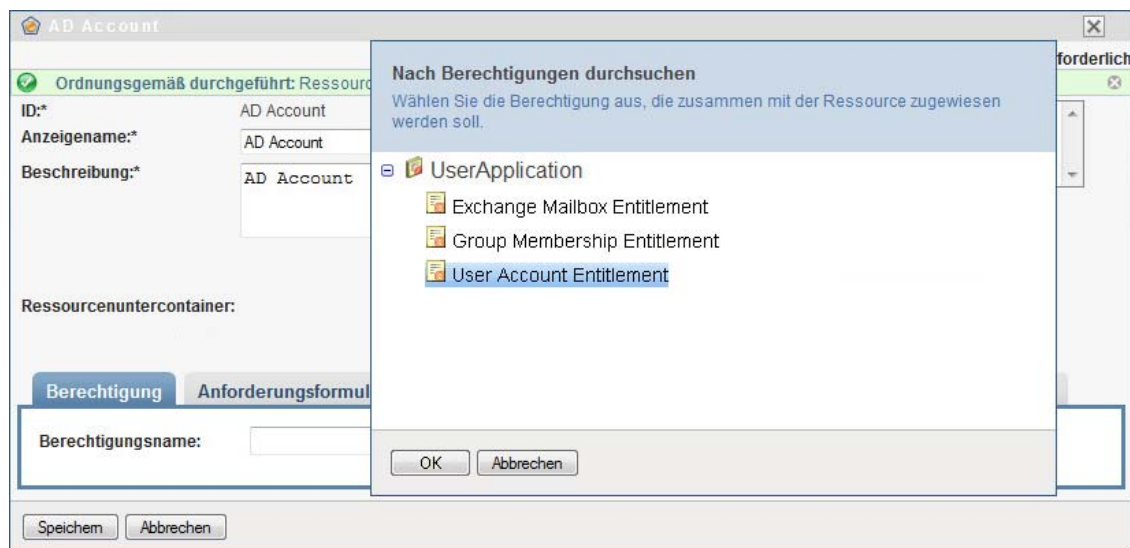 AD Account
forderlich
Ordnungsgemäß durchgeführt: Ressourc
ID:* AD Account
Anzeigename:* AD Account
Beschreibung:* AD Account
Ressourcenuntercontainer:
Berechtigung Anforderungsformul
Berechtigungsname:
Speichern Abbrechen
Nach Berechtigungen durchsuchen
Wählen Sie die Berechtigung aus, die zusammen mit der Ressource zugewiesen
werden soll.
UserApplication
Exchange Mailbox Entitlement
Group Membership Entitlement
User Account Entitlement
OK Abbrechen